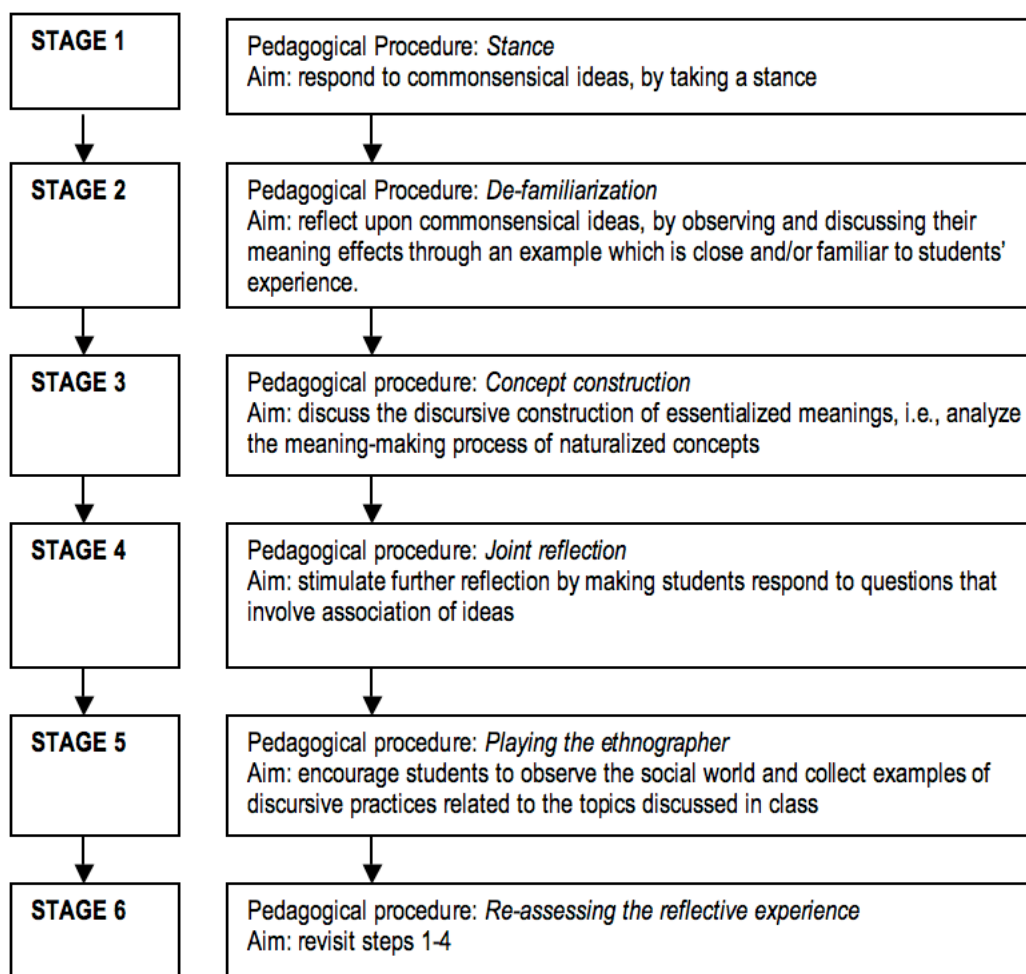 STAGE 1
Pedagogical Procedure: Stance
Aim: respond to commonsensical ideas, by taking a stance
STAGE 2
Pedagogical Procedure: De-familiarization
Aim: reflect upon commonsensical ideas, by observing and discussing their
meaning effects through an example which is close and/or familiar to students'
experience.
STAGE 3
Pedagogical procedure: Concept construction
Aim: discuss the discursive construction of essentialized meanings, i.e., analyze
the meaning-making process of naturalized concepts
STAGE 4
Pedagogical procedure: Joint reflection
Aim: stimulate further reflection by making students respond to questions that
involve association of ideas
STAGE 5
Pedagogical procedure: Playing the ethnographer
Aim: encourage students to observe the social world and collect examples of
discursive practices related to the topics discussed in class
STAGE 6
Pedagogical procedure: Re-assessing the reflective experience
Aim: revisit steps 1-4